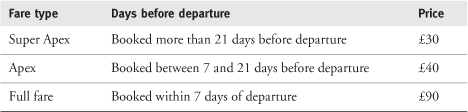 Fare type Days before departure Price
Super Apex Booked more than 21 days before departure £30
Apex Booked between 7 and 21 days before departure £40
Full fare Booked within 7 days of departure £90